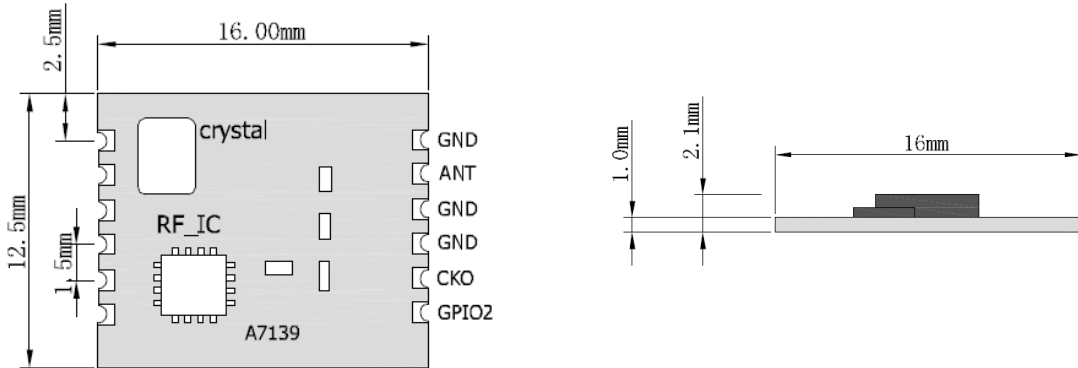 16.00mm
2.5mm
crystal
GND
ANT
GND
RF_IC
GND
12.5mm
1.5mm
CKO
GPIO2
A7139
1.0mm
2.1mm
16mm